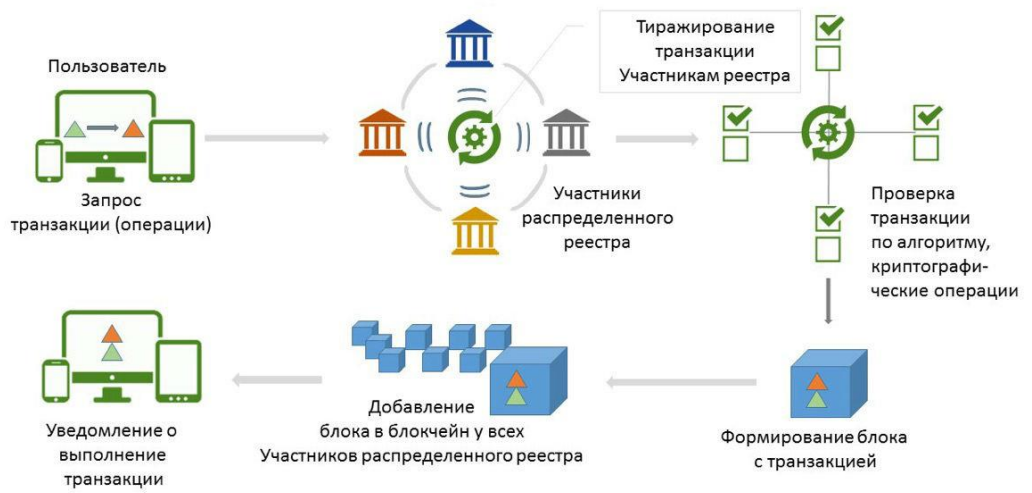 Пользователь
Запрос
транзакции (операции)
Тиражирование
транзакции
Участникам реестра
Участники
распределенного
реестра
Проверка
транзакции
по алгоритму,
криптографи-
ческие операции
Формирование блока
с транзакцией
Добавление
блока в блокчейн у всех
Участников распределенного реестра
Уведомление о
выполнение
транзакции